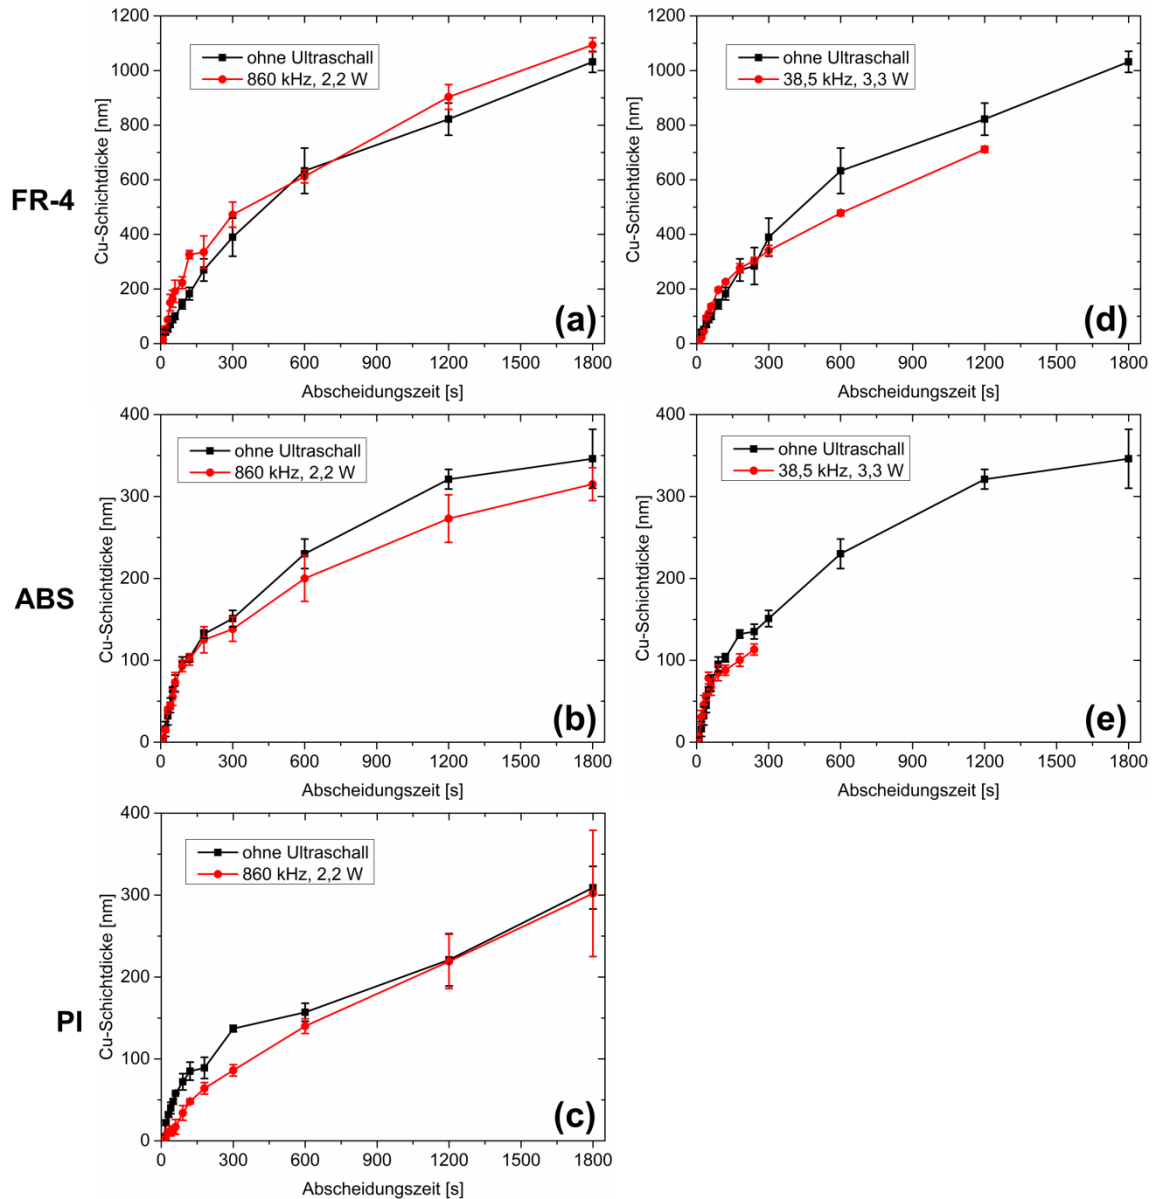 FR-4
Cu-Schichtdicke [nm]
1200
1000
800
600
400
200
0
ohne Ultraschall
860 kHz, 2,2 W
(a)
0 300 600 900 1200 1500 1800
Abscheidungszeit [s]
Cu-Schichtdicke [nm]
1200
1000
800
600
400
200
0
ohne Ultraschall
38,5 kHz, 3,3 W
(d)
0 300 600 900 1200 1500 1800
Abscheidungszeit [s]
ABS
Cu-Schichtdicke [nm]
400
300
200
100
0
ohne Ultraschall
860 kHz, 2,2 W
(b)
0 300 600 900 1200 1500 1800
Abscheidungszeit [s]
Cu-Schichtdicke [nm]
400
300
200
100
0
ohne Ultraschall
38,5 kHz, 3,3 W
(e)
0 300 600 900 1200 1500 1800
Abscheidungszeit [s]
PI
Cu-Schichtdicke [nm]
400
300
200
100
0
ohne Ultraschall
860 kHz, 2,2 W
(c)
0 300 600 900 1200 1500 1800
Abscheidungszeit [s]